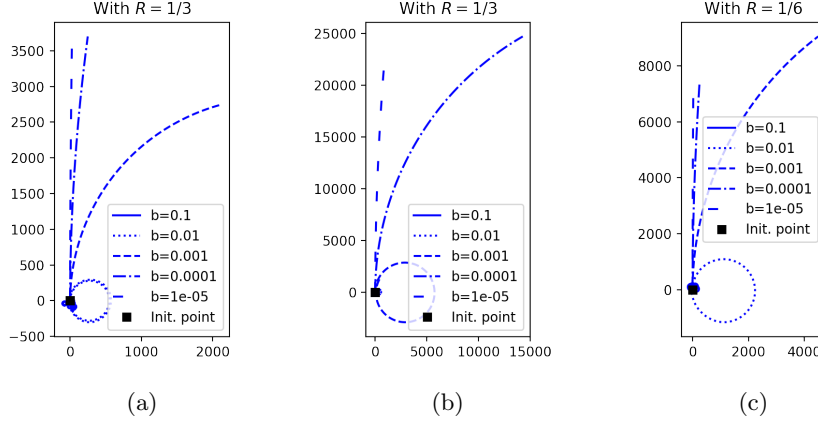 With R = 1/3
3500
3000
2500
2000
1500
1000
500
0
−500
0
1000
2000
b=0.1
b=0.01
b=0.001
b=0.0001
b=1e-05
Init. point
(a)
With R = 1/3
25000
20000
15000
10000
5000
0
0
5000
10000
15000
b=0.1
b=0.01
b=0.001
b=0.0001
b=1e-05
Init. point
(b)
With R = 1/6
8000
6000
4000
2000
0
0
2000
4000
b=0.1
b=0.01
b=0.001
b=0.0001
b=1e-05
Init. point
(c)